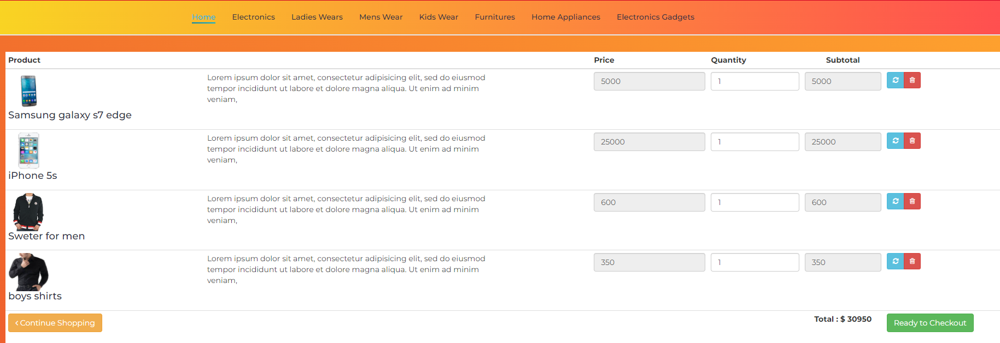 Home Electronics Ladies Wears Mens Wear Kids Wear Furnitures Home Appliances Electronics Gadgets
Product Price Quantity Subtotal
Lorem ipsum dolor sit amet, consectetur adipisicing elit, sed do eiusmod
tempor incididunt ut labore et dolore magna aliqua. Ut enim ad minim
veniam,
5000 1 5000
Samsung galaxy s7 edge
Lorem ipsum dolor sit amet, consectetur adipisicing elit, sed do eiusmod
tempor incididunt ut labore et dolore magna aliqua. Ut enim ad minim
veniam,
25000 1 25000
iPhone 5s
Lorem ipsum dolor sit amet, consectetur adipisicing elit, sed do eiusmod
tempor incididunt ut labore et dolore magna aliqua. Ut enim ad minim
veniam,
600 1 600
Sweter for men
Lorem ipsum dolor sit amet, consectetur adipisicing elit, sed do eiusmod
tempor incididunt ut labore et dolore magna aliqua. Ut enim ad minim
veniam,
350 1 350
boys shirts
‹ Continue Shopping Total : $ 30950 Ready to Checkout